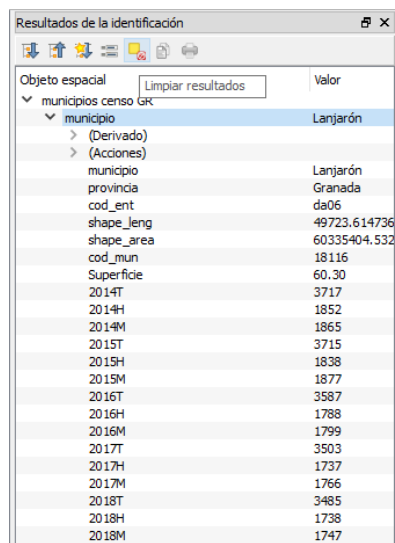 Resultados de la identificación
Limpiar resultados
Objeto espacial Valor
municipios censo GR
municipio Lanjarón
(Derivado)
(Acciones)
municipio Lanjarón
provincia Granada
cod_ent da06
shape_leng 49723.614736
shape_area 60335404.532
cod_mun 18116
Superficie 60.30
2014T 3717
2014H 1852
2014M 1865
2015T 3715
2015H 1838
2015M 1877
2016T 3587
2016H 1788
2016M 1799
2017T 3503
2017H 1737
2017M 1766
2018T 3485
2018H 1738
2018M 1747